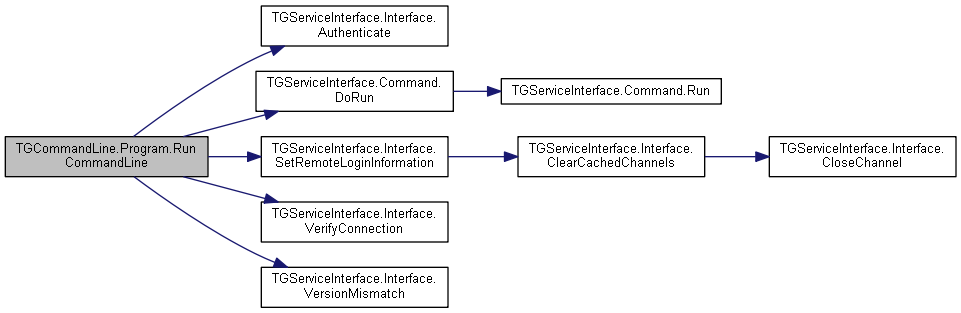 TGServiceInterface.Interface.
Authenticate
TGServiceInterface.Command.
DoRun
TGServiceInterface.Command.Run
TGCommandLine.Program.Run
CommandLine
TGServiceInterface.Interface.
SetRemoteLoginInformation
TGServiceInterface.Interface.
ClearCachedChannels
TGServiceInterface.Interface.
CloseChannel
TGServiceInterface.Interface.
VerifyConnection
TGServiceInterface.Interface.
VersionMismatch